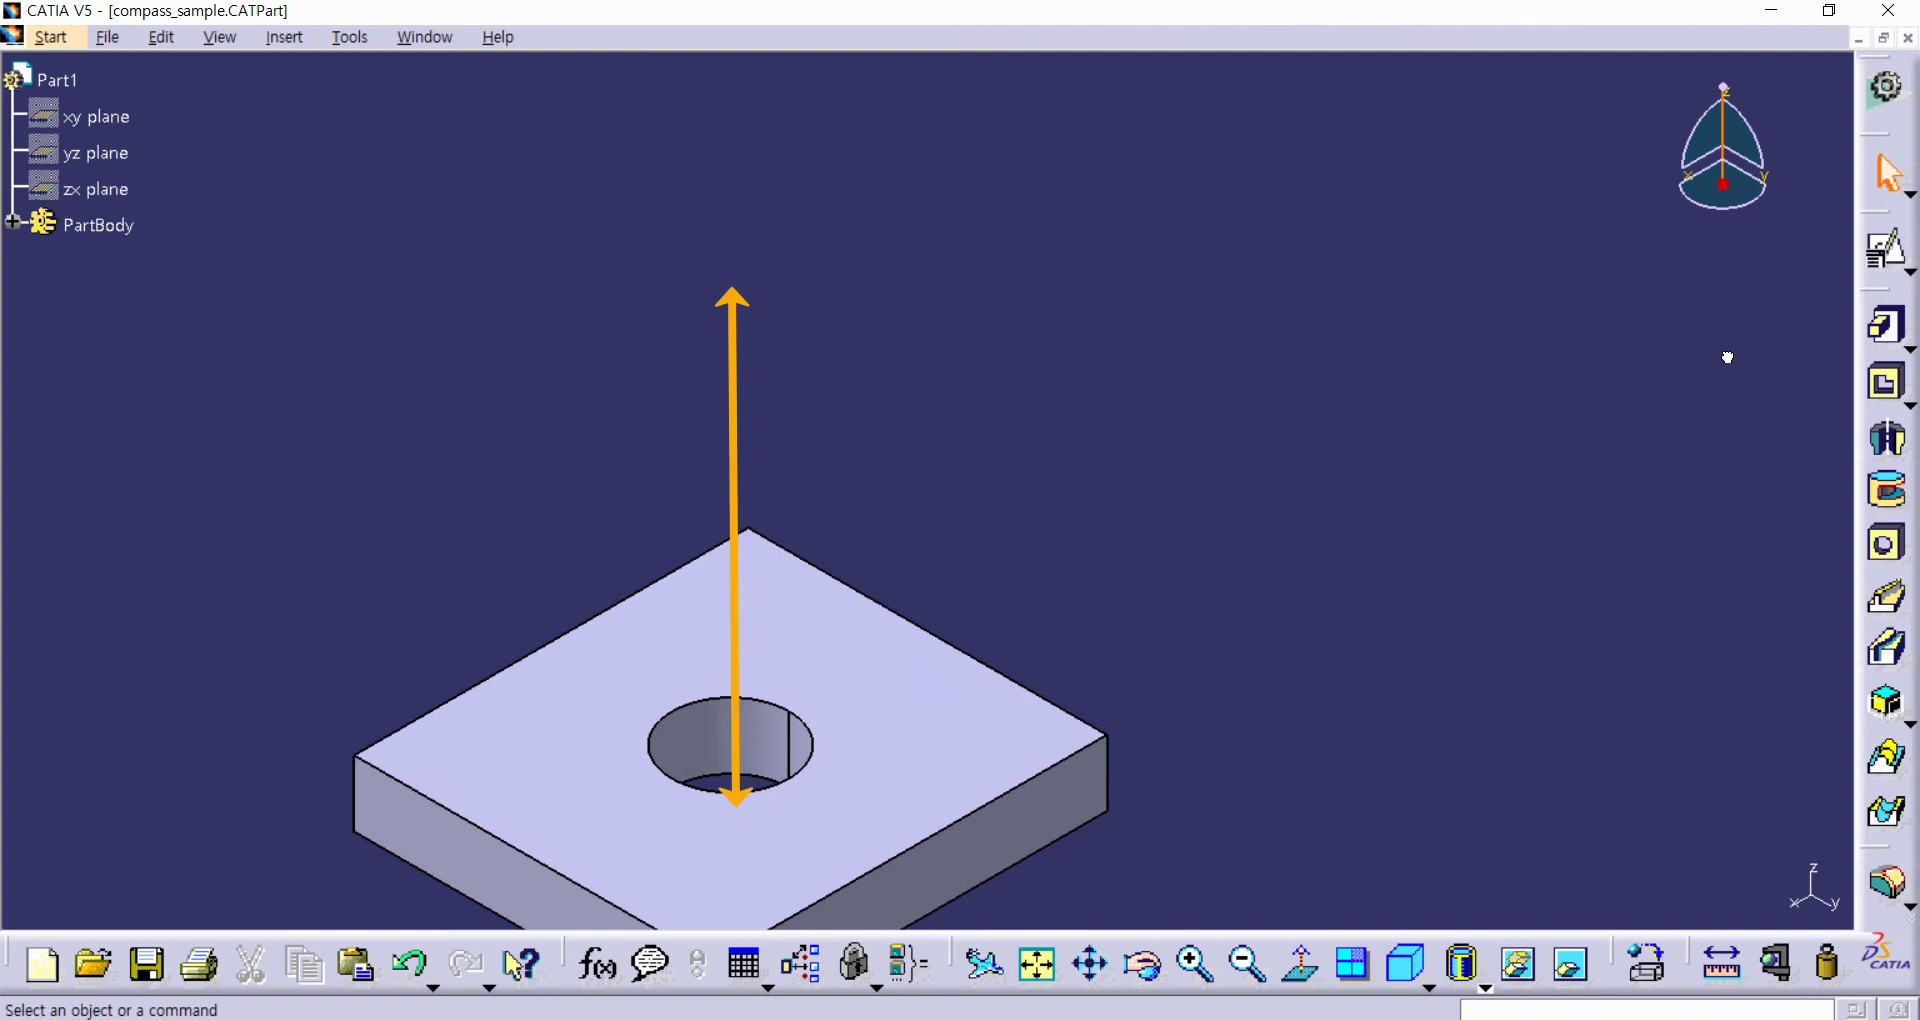 CATIA V5 - [compass_sample.CATPart]
Start File Edit View Insert Tools Window Help
Part1
xy plane
yz plane
zx plane
PartBody
z
x y
z
x y
f(x)
CATIA
Select an object or a command